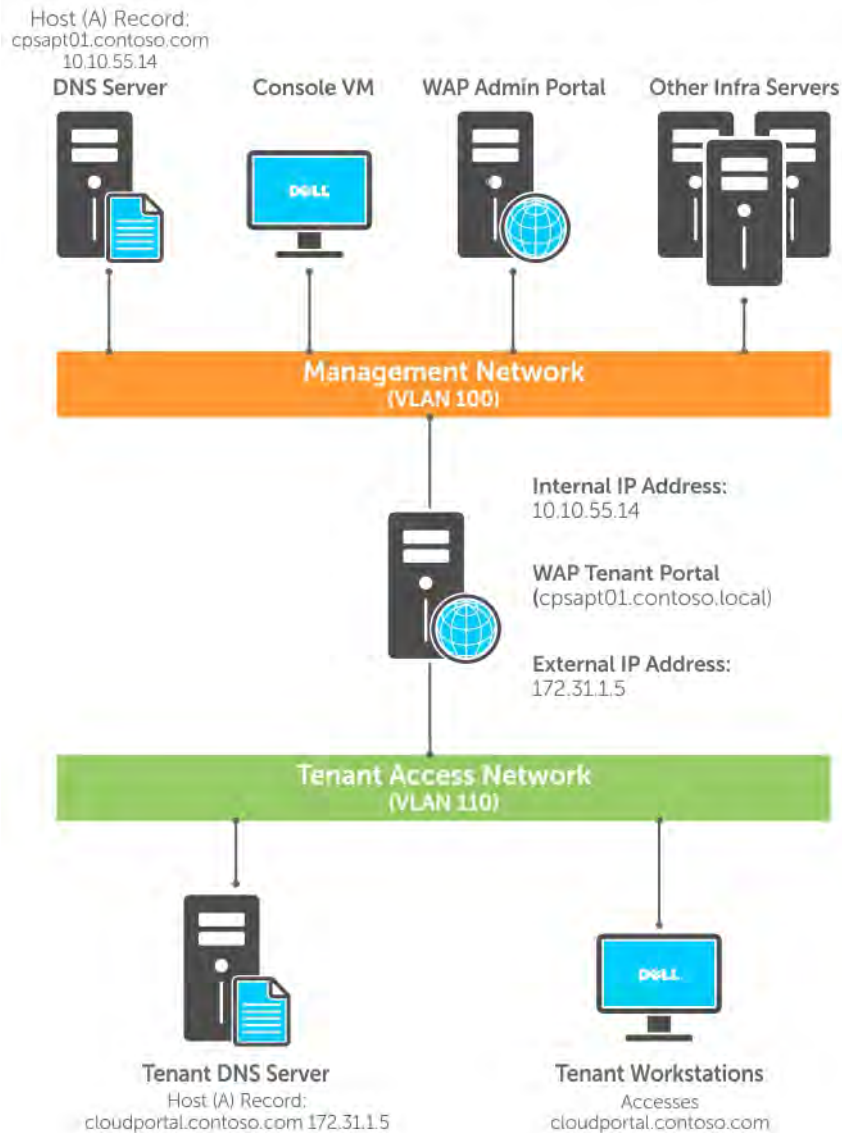 Host (A) Record:
cpsapt01.contoso.com
10.10.55.14
DNS Server
Console VM
WAP Admin Portal
Other Infra Servers
DELL
Management Network
(VLAN 100)
Internal IP Address:
10.10.55.14
WAP Tenant Portal
(cpsapt01.contoso.local)
External IP Address:
172.31.1.5
Tenant Access Network
(VLAN 110)
DELL
Tenant DNS Server
Host (A) Record:
cloudportal.contoso.com 172.31.1.5
Tenant Workstations
Accesses
cloudportal.contoso.com